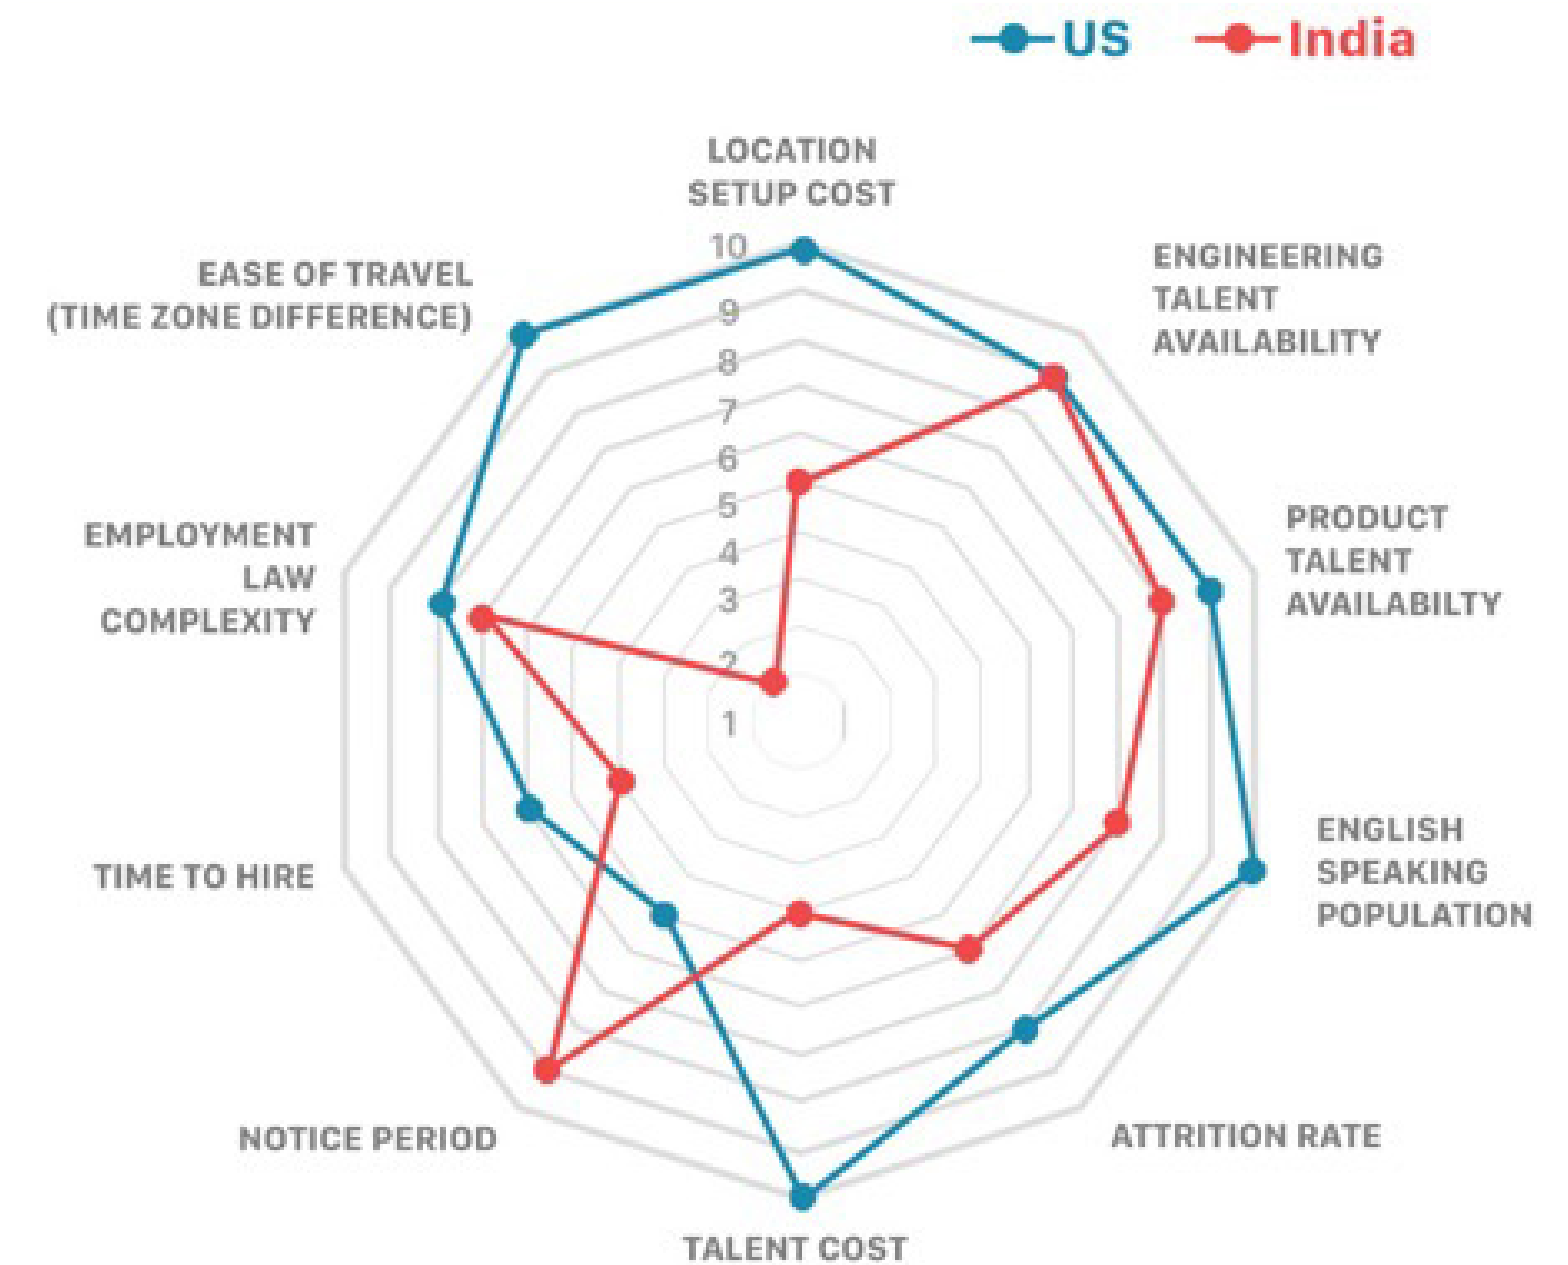 US India
LOCATION
SETUP COST
10
9
8
7
6
5
4
3
2
1
ENGINEERING
TALENT
AVAILABILITY
PRODUCT
TALENT
AVAILABILTY
ENGLISH
SPEAKING
POPULATION
ATTRITION RATE
TALENT COST
NOTICE PERIOD
TIME TO HIRE
EMPLOYMENT
LAW
COMPLEXITY
EASE OF TRAVEL
(TIME ZONE DIFFERENCE)